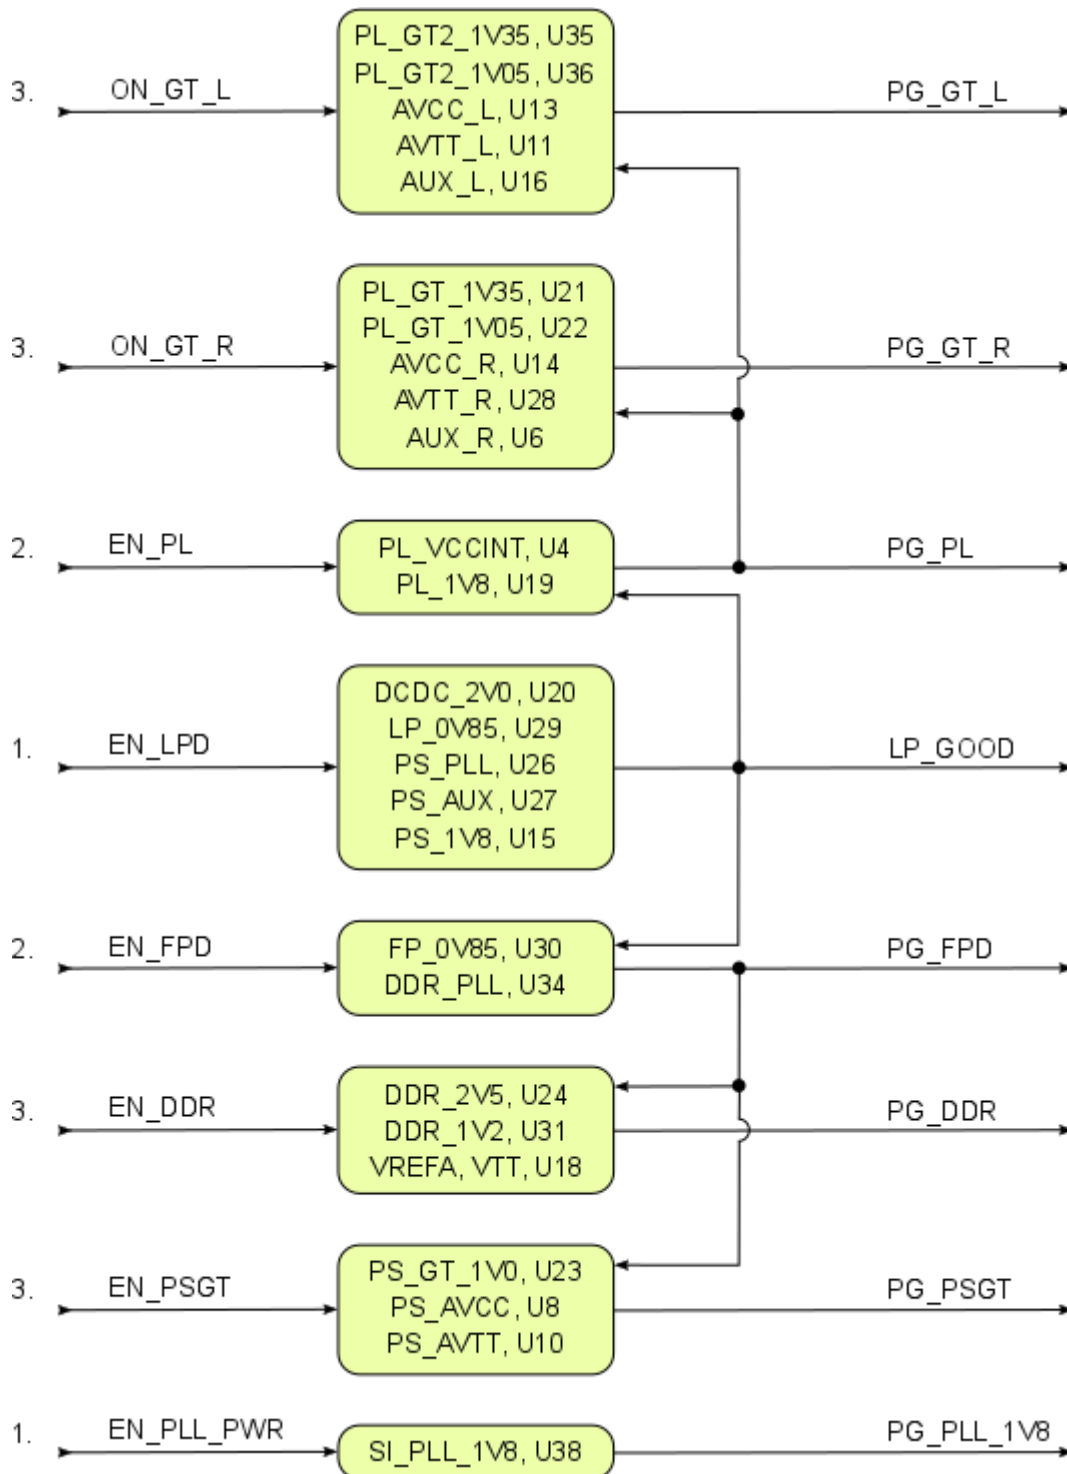 3.
ON_GT_L
PL_GT2_1V35, U35
PL_GT2_1V05, U36
AVCC_L, U13
AVTT_L, U11
AUX_L, U16
PG_GT_L
3.
ON_GT_R
PL_GT_1V35, U21
PL_GT_1V05, U22
AVCC_R, U14
AVTT_R, U28
AUX_R, U6
PG_GT_R
2.
EN_PL
PL_VCCINT, U4
PL_1V8, U19
PG_PL
1.
EN_LPD
DCDC_2V0, U20
LP_0V85, U29
PS_PLL, U26
PS_AUX, U27
PS_1V8, U15
LP_GOOD
2.
EN_FPD
FP_0V85, U30
DDR_PLL, U34
PG_FPD
3.
EN_DDR
DDR_2V5, U24
DDR_1V2, U31
VREFA, VTT, U18
PG_DDR
3.
EN_PSGT
PS_GT_1V0, U23
PS_AVCC, U8
PS_AVTT, U10
PG_PSGT
1.
EN_PLL_PWR
SI_PLL_1V8, U38
PG_PLL_1V8